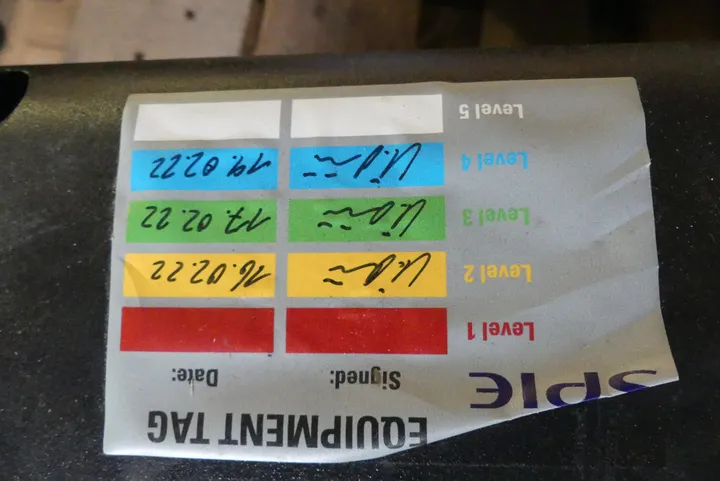 EQUIPMENT TAG
SPIE
Signed: Date:
Level 1
Level 2 16.02.22
Level 3 17.02.22
Level 4 19.02.22
Level 5